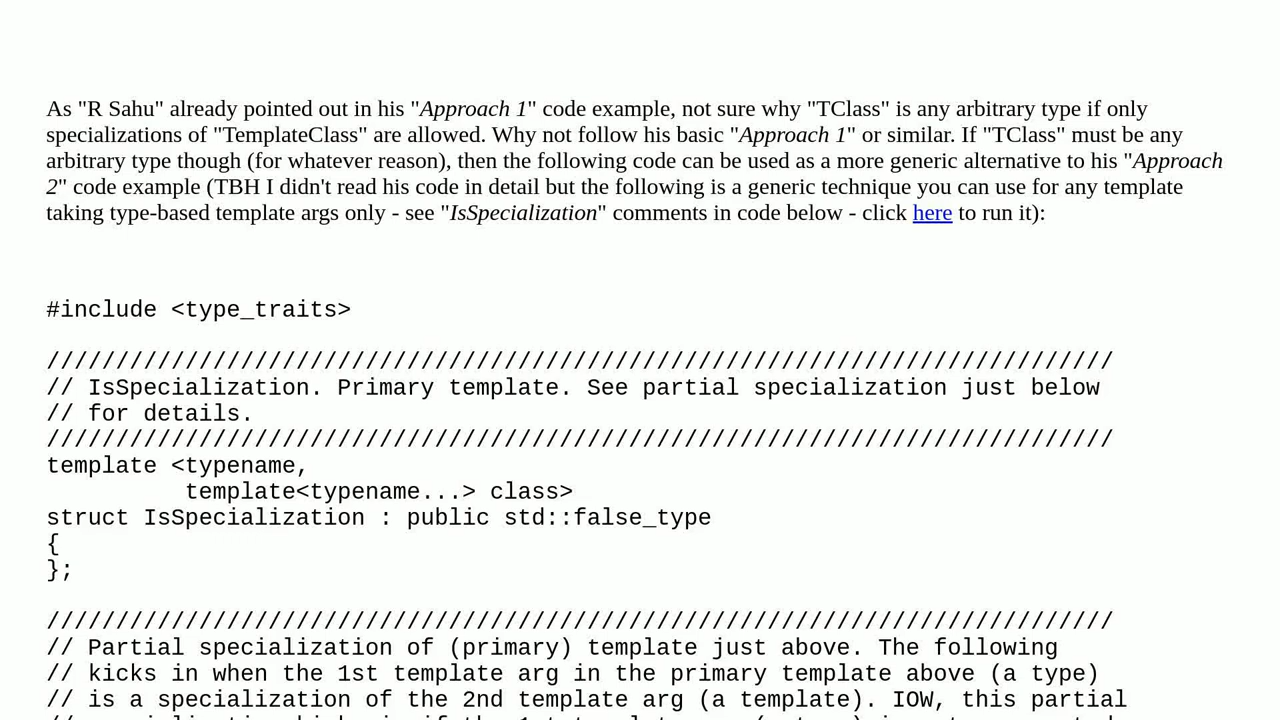 As "R Sahu" already pointed out in his "Approach 1" code example, not sure why "TClass" is any arbitrary type if only
specializations of "TemplateClass" are allowed. Why not follow his basic "Approach 1" or similar. If "TClass" must be any
arbitrary type though (for whatever reason), then the following code can be used as a more generic alternative to his "Approach
2" code example (TBH I didn't read his code in detail but the following is a generic technique you can use for any template
taking type-based template args only - see "IsSpecialization" comments in code below - click here to run it):
#include <type_traits>
/////////////////////////////////////////////////////////////////////////////
// IsSpecialization. Primary template. See partial specialization just below
// for details.
/////////////////////////////////////////////////////////////////////////////
template <typename,
          template<typename...> class>
struct IsSpecialization : public std::false_type
{
};
/////////////////////////////////////////////////////////////////////////////
// Partial specialization of (primary) template just above. The following
// kicks in when the 1st template arg in the primary template above (a type)
// is a specialization of the 2nd template arg (a template). IOW, this partial